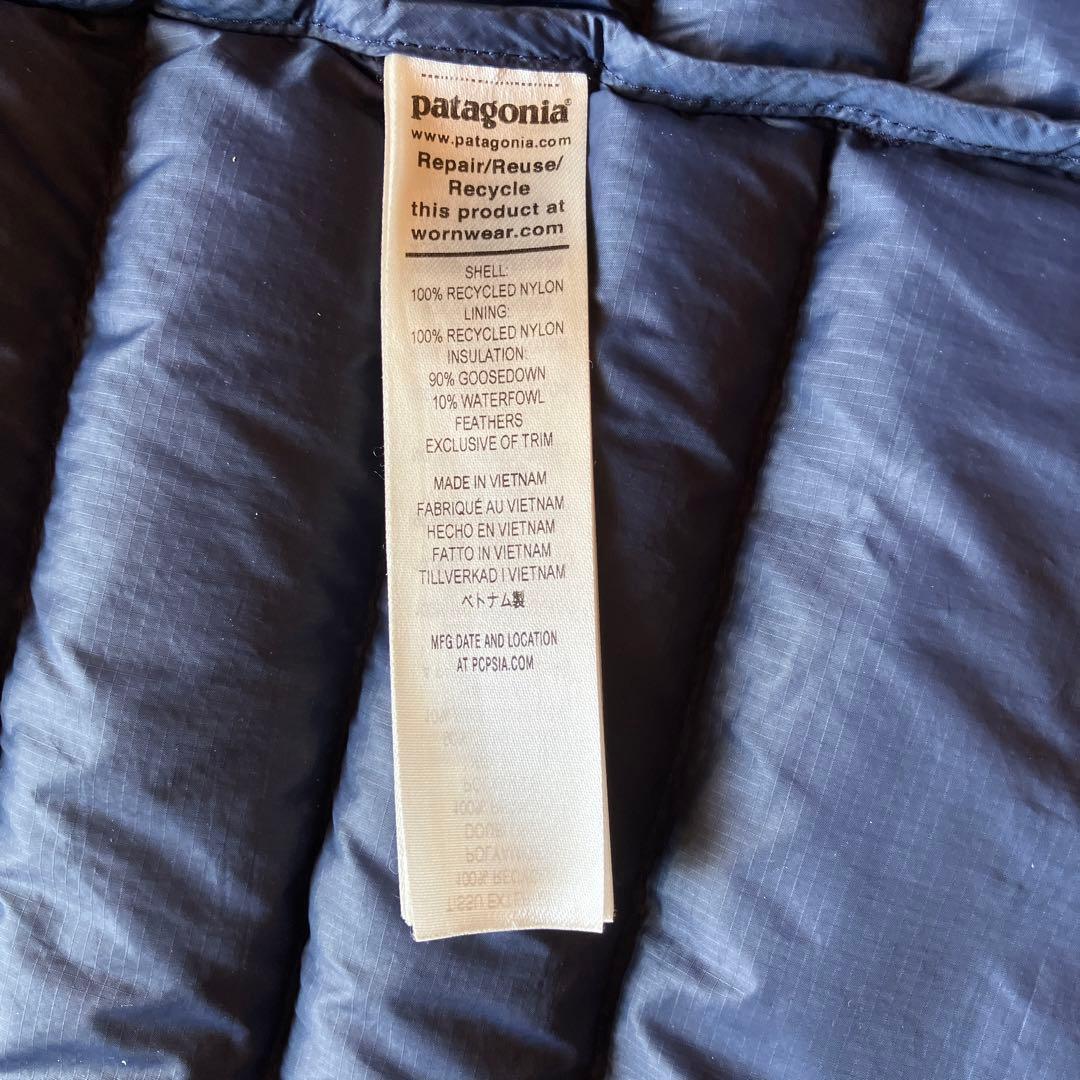 patagonia®
www.patagonia.com
Repair/Reuse/
Recycle
this product at
wornwear.com
SHELL:
100% RECYCLED NYLON
LINING:
100% RECYCLED NYLON
INSULATION:
90% GOOSEDOWN
10% WATERFOWL
FEATHERS
EXCLUSIVE OF TRIM
MADE IN VIETNAM
FABRIQUÉ AU VIETNAM
HECHO EN VIETNAM
FATTO IN VIETNAM
TILLVERKAD I VIETNAM
ベトナム製
MFG DATE AND LOCATION
AT PCPSIA.COM